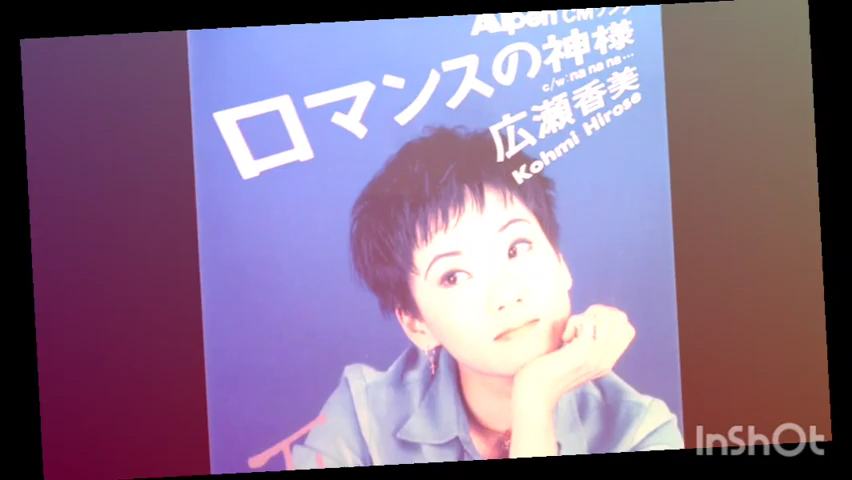 Alpen CMソング
ロマンスの神様
c/w:na na na…
広瀬香美
Kohmi Hirose
InShOt